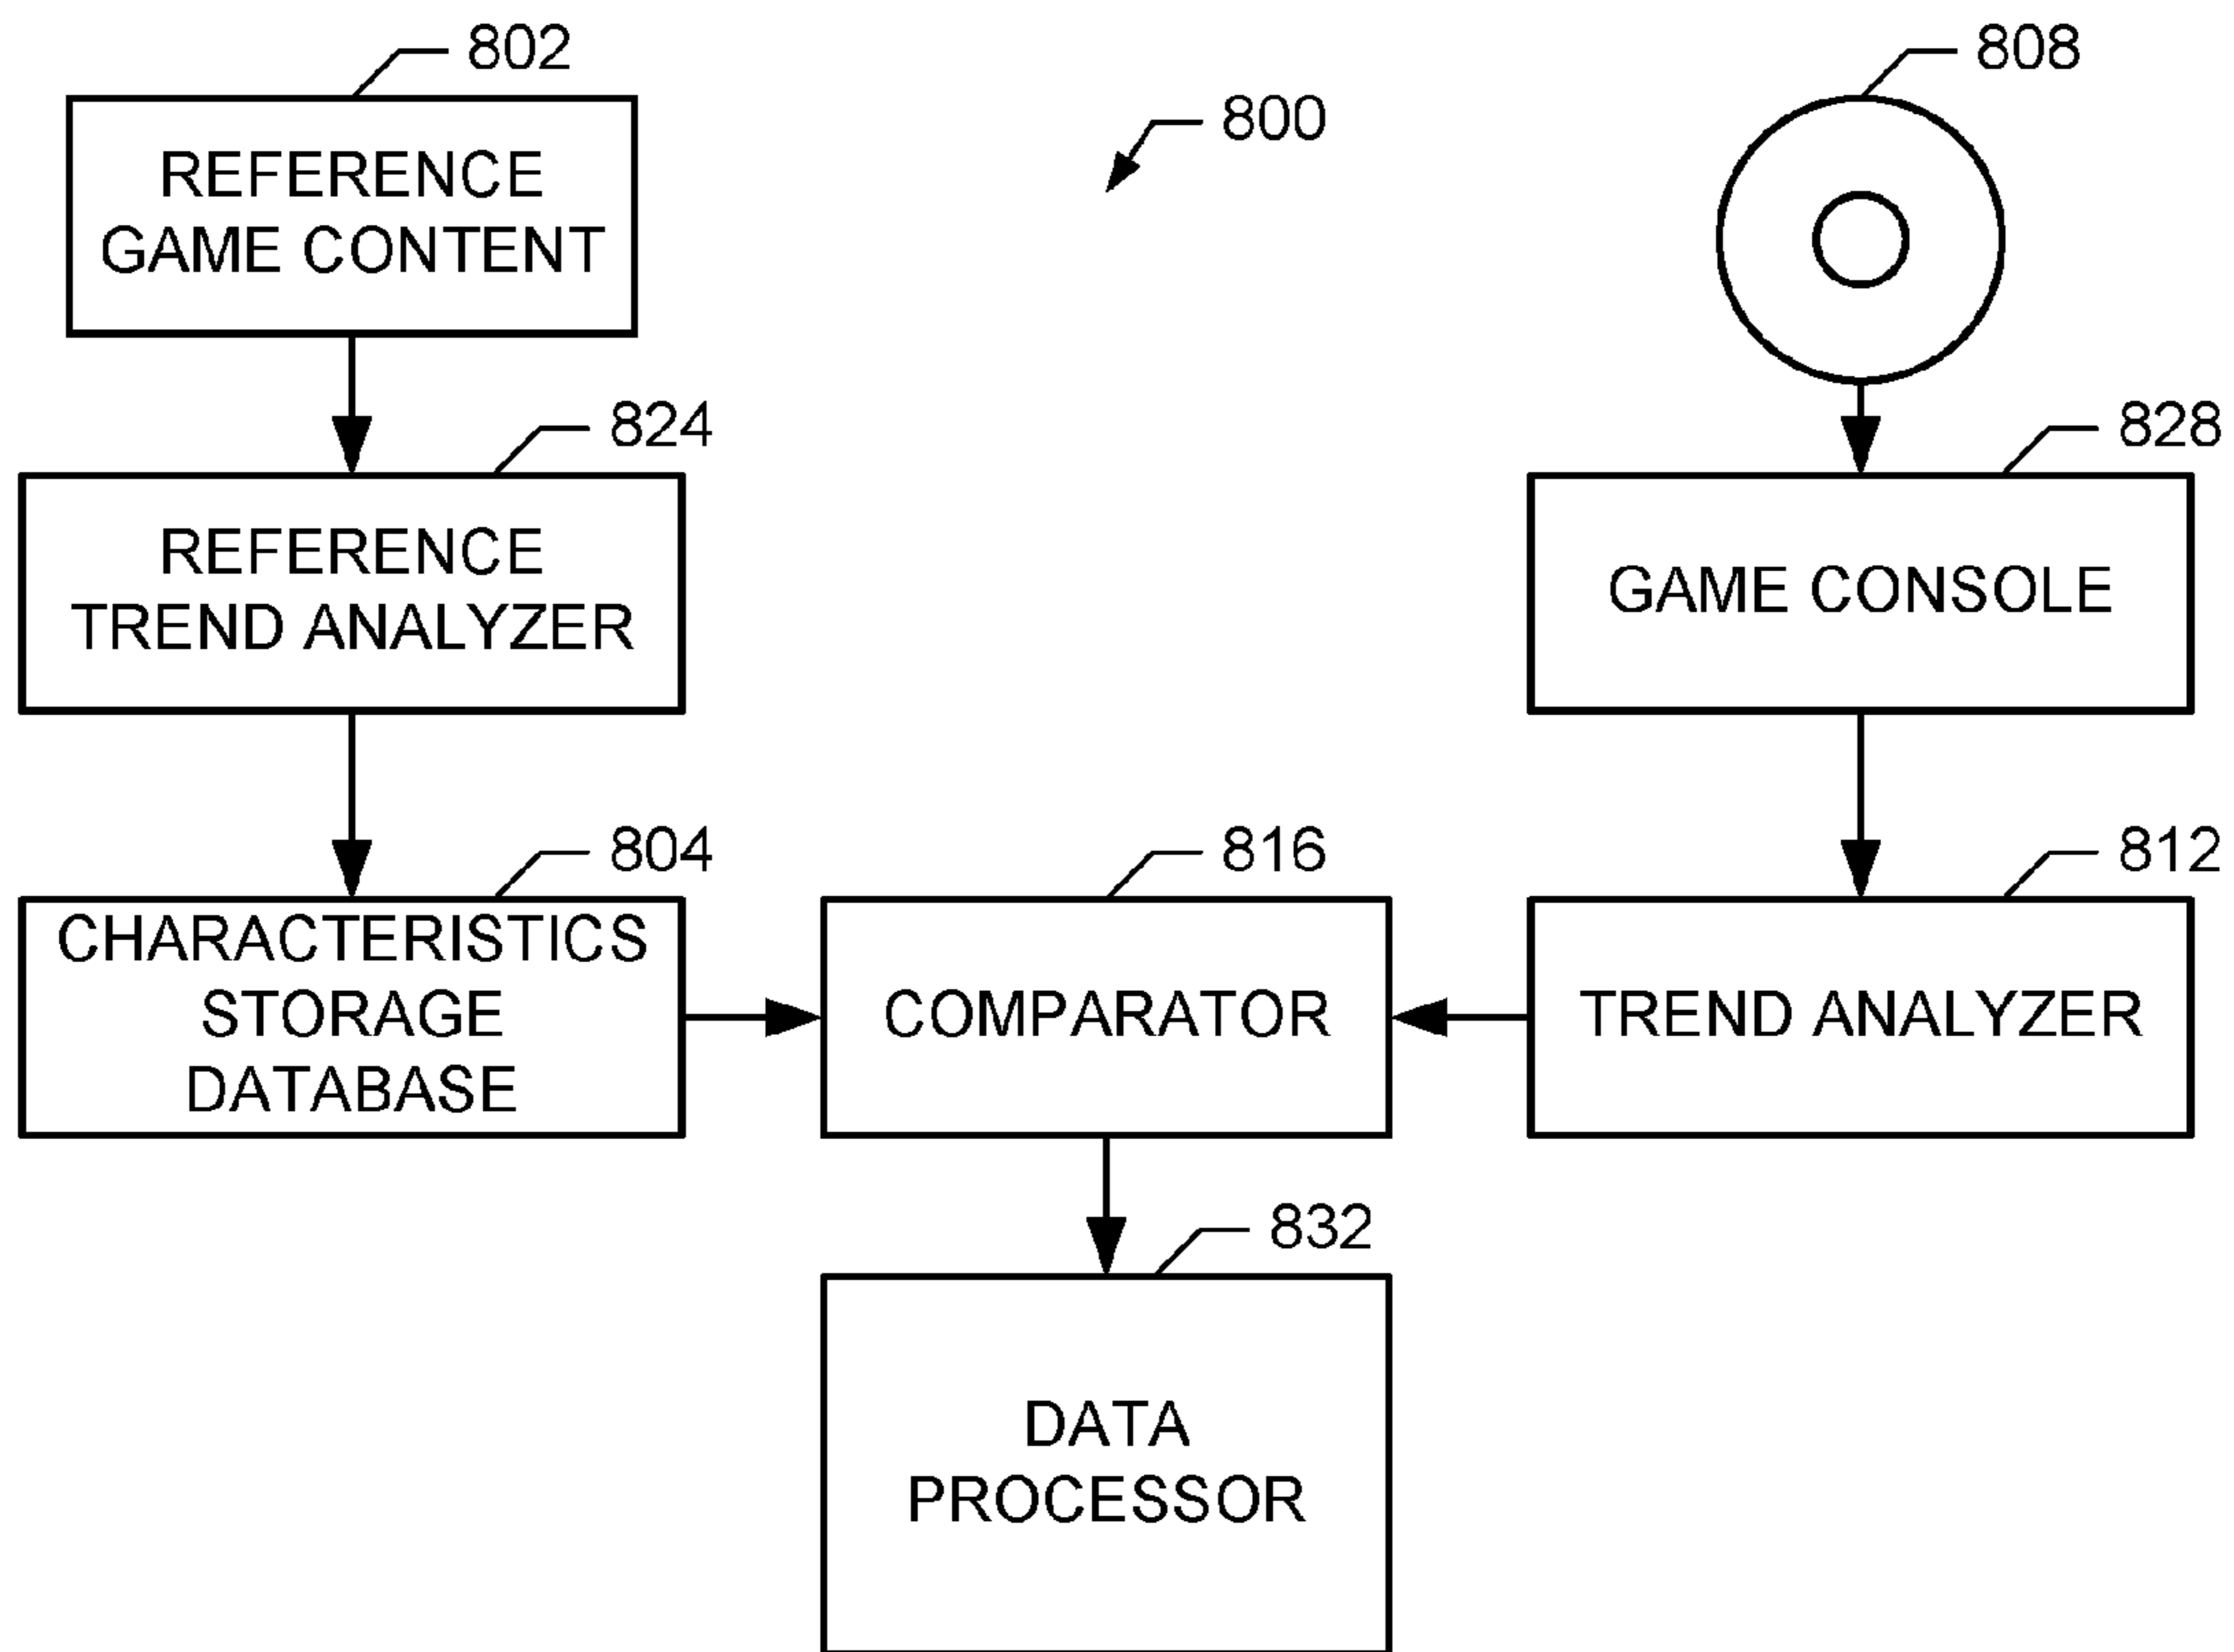 802
REFERENCE
GAME CONTENT
800
808
824
REFERENCE
TREND ANALYZER
828
GAME CONSOLE
804
CHARACTERISTICS
STORAGE
DATABASE
816
COMPARATOR
812
TREND ANALYZER
832
DATA
PROCESSOR